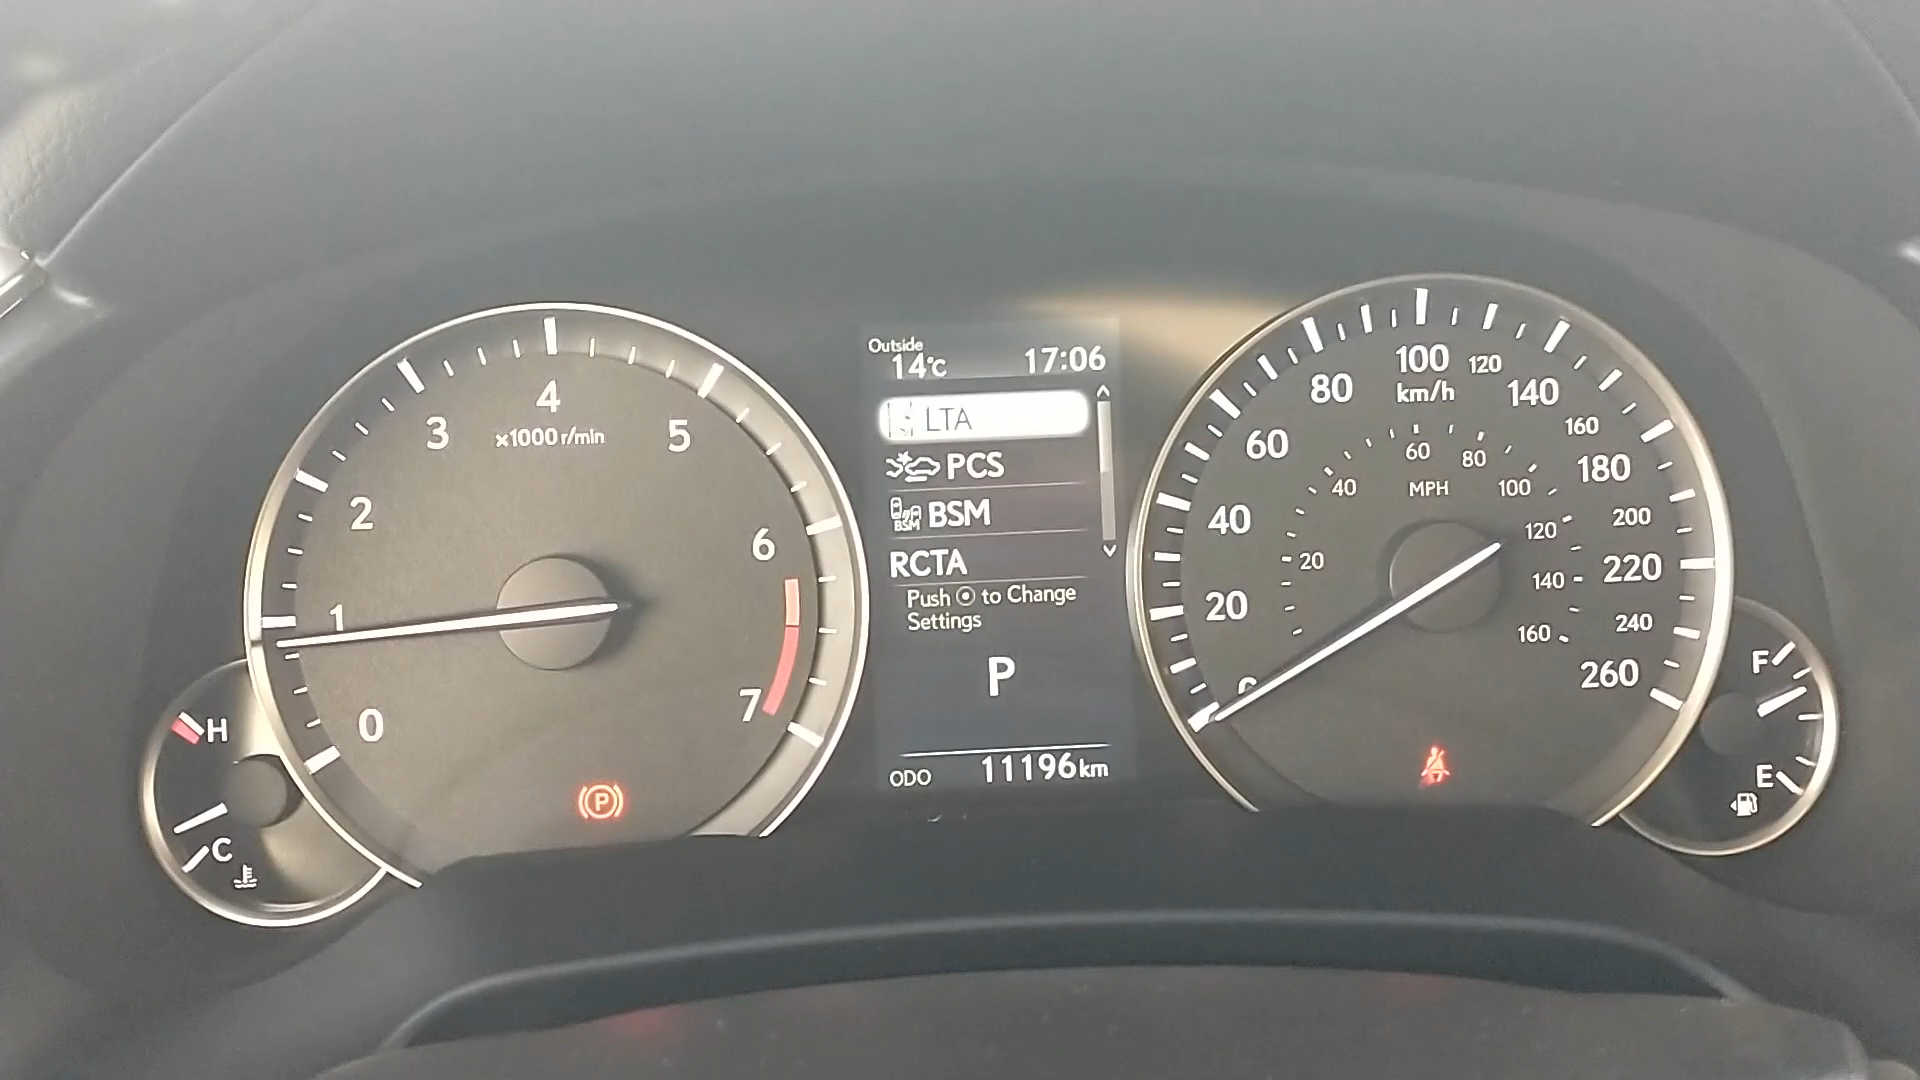 0
1
2
3
4
5
6
7
×1000 r/min
P
H
C
Outside
14°C 17:06
LTA
PCS
BSM
BSM
RCTA
Push to Change
Settings
P
ODO 11196km
20
40
60
80
100
km/h
120
140
160
180
200
220
240
260
20
40
60
80
MPH
100
120
140
160
F
E